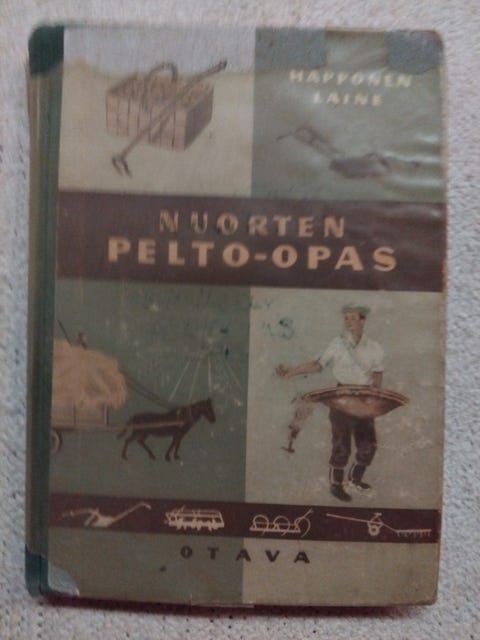 HAPPONEN
LAINE
NUORTEN
PELTO-OPAS
OTAVA